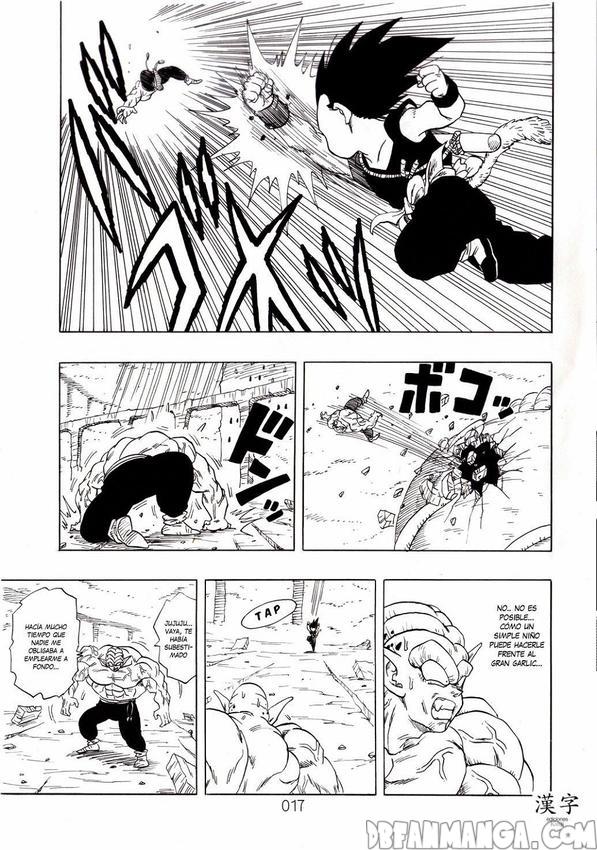 ボコッ
ドンッ
NO.. NO ES
POSIBLE...
CÓMO UN
SIMPLE NIÑO
PUEDE HACERLE
FRENTE AL
GRAN GARLIC...
TAP
JUJUJU...
VAYA, TE
HABÍA
SUBESTI-
MADO
HACÍA MUCHO
TIEMPO QUE
NADIE ME
OBLIGABA A
EMPLEARME A
FONDO...
017
漢字
ediciones
DBFANMANGA.COM